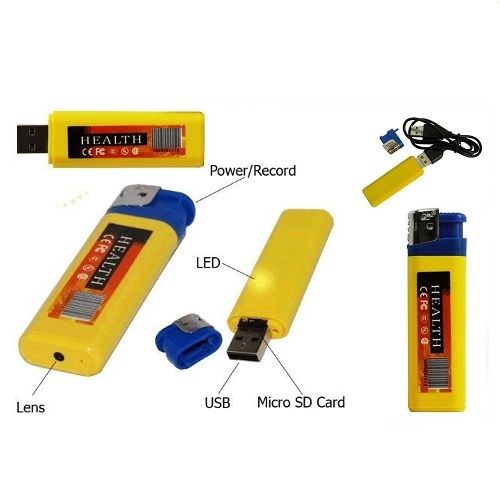 HEALTH
Power/Record
HEALTH
LED
HEALTH
Lens
USB
Micro SD Card